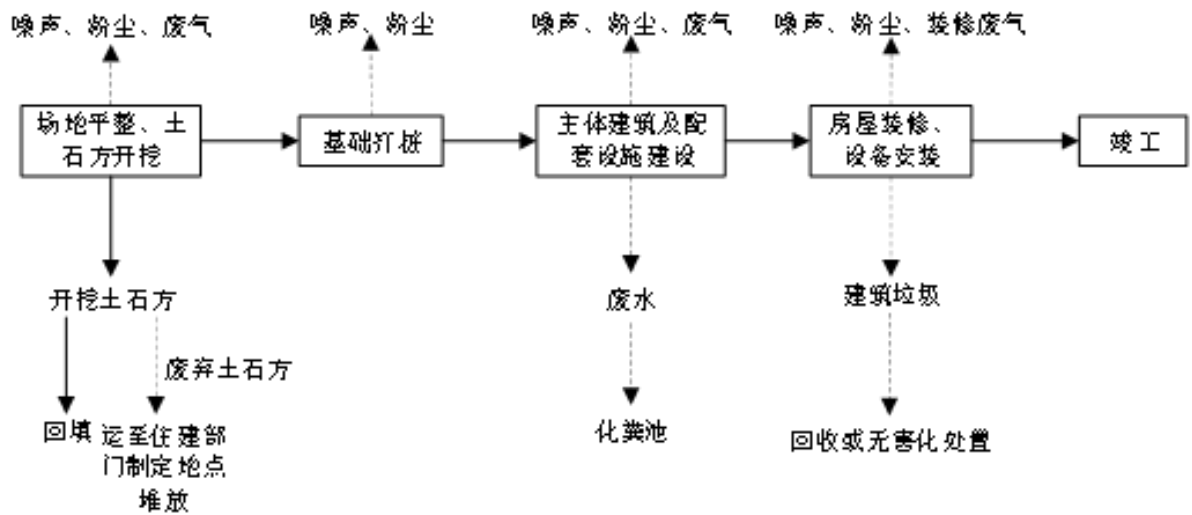 噪声、粉尘、废气
噪声、粉尘
噪声、粉尘、废气
噪声、粉尘、装修废气
场地平整、土
石方开挖
基础打桩
主体建筑及配
套设施建设
房屋装修、
设备安装
竣工
开挖土石方
废水
建筑垃圾
废弃土石方
回填
运至住建部
门制定地点
堆放
化粪池
回收或无害化处置